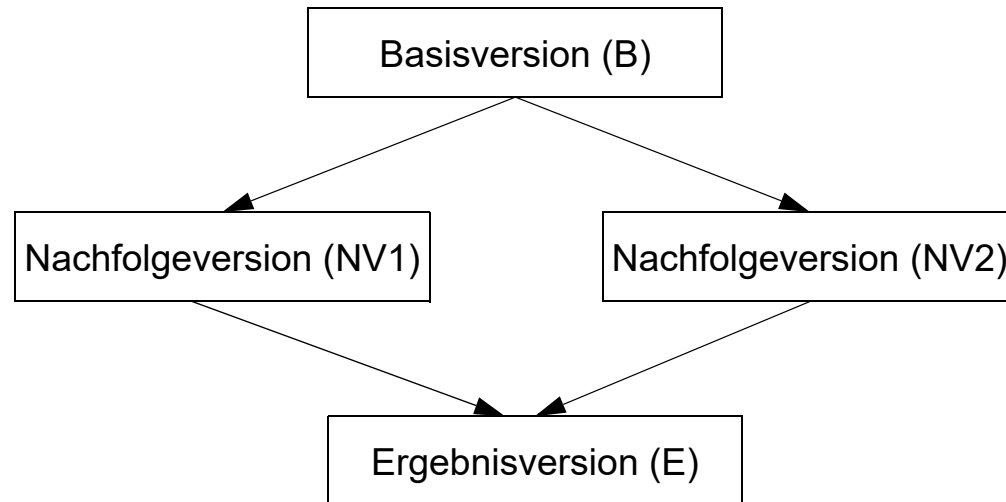 Basisversion (B)
Nachfolgeversion (NV1)
Nachfolgeversion (NV2)
Ergebnisversion (E)